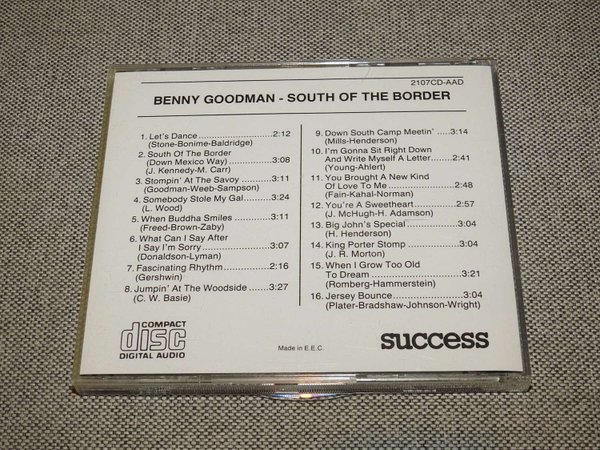 2107CD-AAD
BENNY GOODMAN - SOUTH OF THE BORDER
1. Let's Dance.......................2:12
(Stone-Bonime-Baldridge)
2. South Of The Border
(Down Mexico Way)............3:08
(J. Kennedy-M. Carr)
3. Stompin' At The Savoy.......3:11
(Goodman-Weeb-Sampson)
4. Somebody Stole My Gal....3:24
(L. Wood)
5. When Buddha Smiles.........3:11
(Freed-Brown-Zaby)
6. What Can I Say After
I Say I'm Sorry...................3:07
(Donaldson-Lyman)
7. Fascinating Rhythm............2:16
(Gershwin)
8. Jumpin' At The Woodside....3:27
(C. W. Basie)
9. Down South Camp Meetin'...3:14
(Mills-Henderson)
10. I'm Gonna Sit Right Down
And Write Myself A Letter.....2:41
(Young-Ahlert)
11. You Brought A New Kind
Of Love To Me....................2:48
(Fain-Kahal-Norman)
12. You're A Sweetheart..........2:57
(J. McHugh-H. Adamson)
13. Big John's Special.............3:04
(H. Henderson)
14. King Porter Stomp.............3:04
(J. R. Morton)
15. When I Grow Too Old
To Dream...........................3:21
(Romberg-Hammerstein)
16. Jersey Bounce...................3:04
(Plater-Bradshaw-Johnson-Wright)
COMPACT
disc
DIGITAL AUDIO
Made in E.E.C.
success